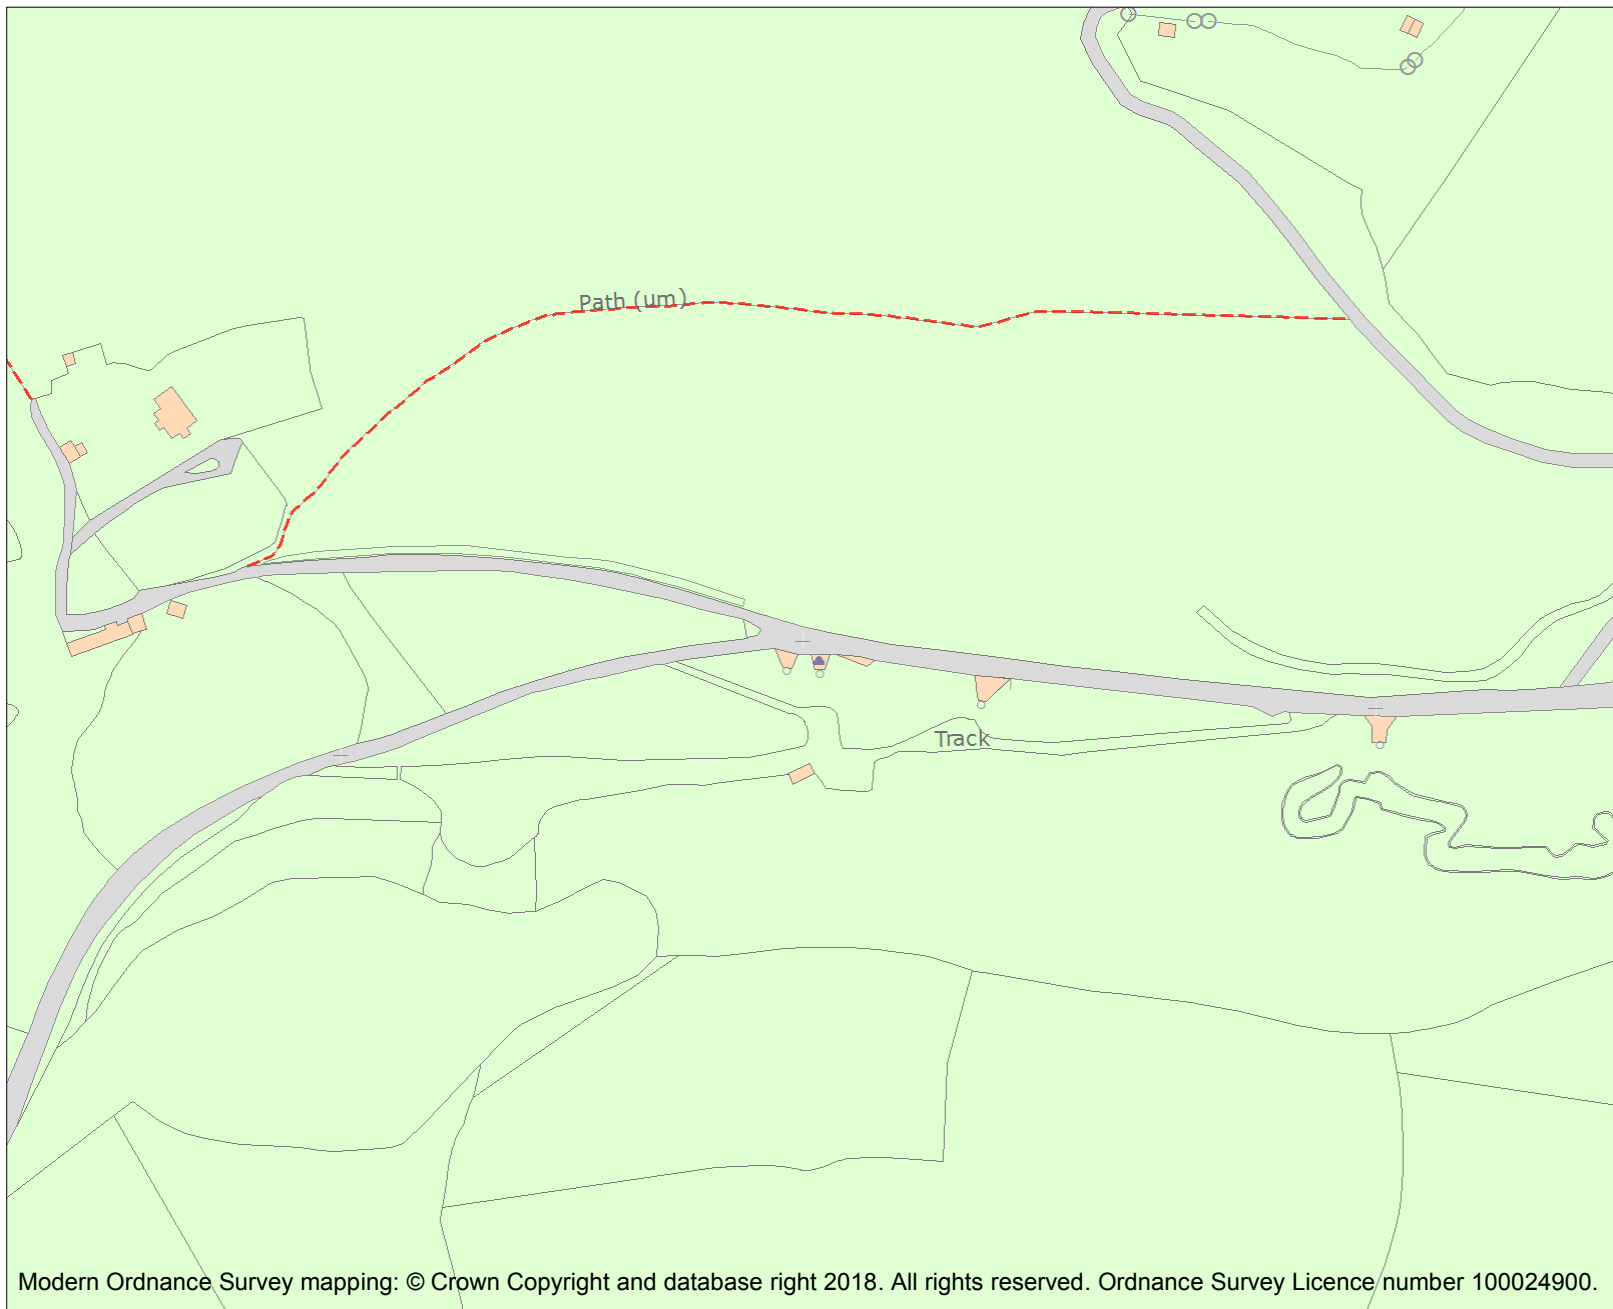 Path (um)
Track
Modern Ordnance Survey mapping: © Crown Copyright and database right 2018. All rights reserved. Ordnance Survey Licence number 100024900.